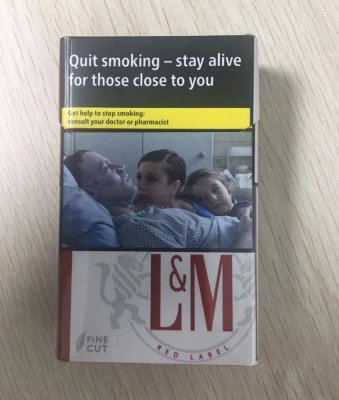 Quit smoking – stay alive
for those close to you
Get help to stop smoking:
consult your doctor or pharmacist
L&M
RED LABEL
FINE
CUT